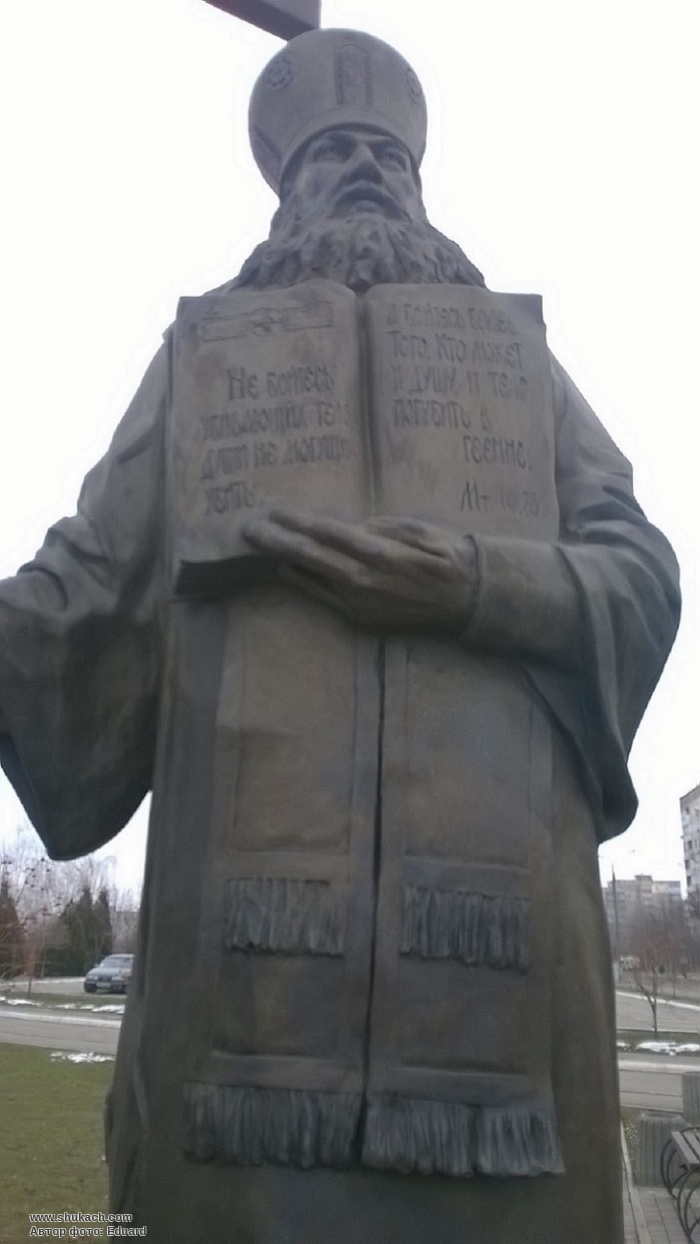 Не бойтесь
убивающих тело
души не могущих
убить.
а бойтесь более
того, кто может
и душу, и тело
погубить в
геенне.
Мт. 10:28
www.shukach.com
Автор фото: Eduard